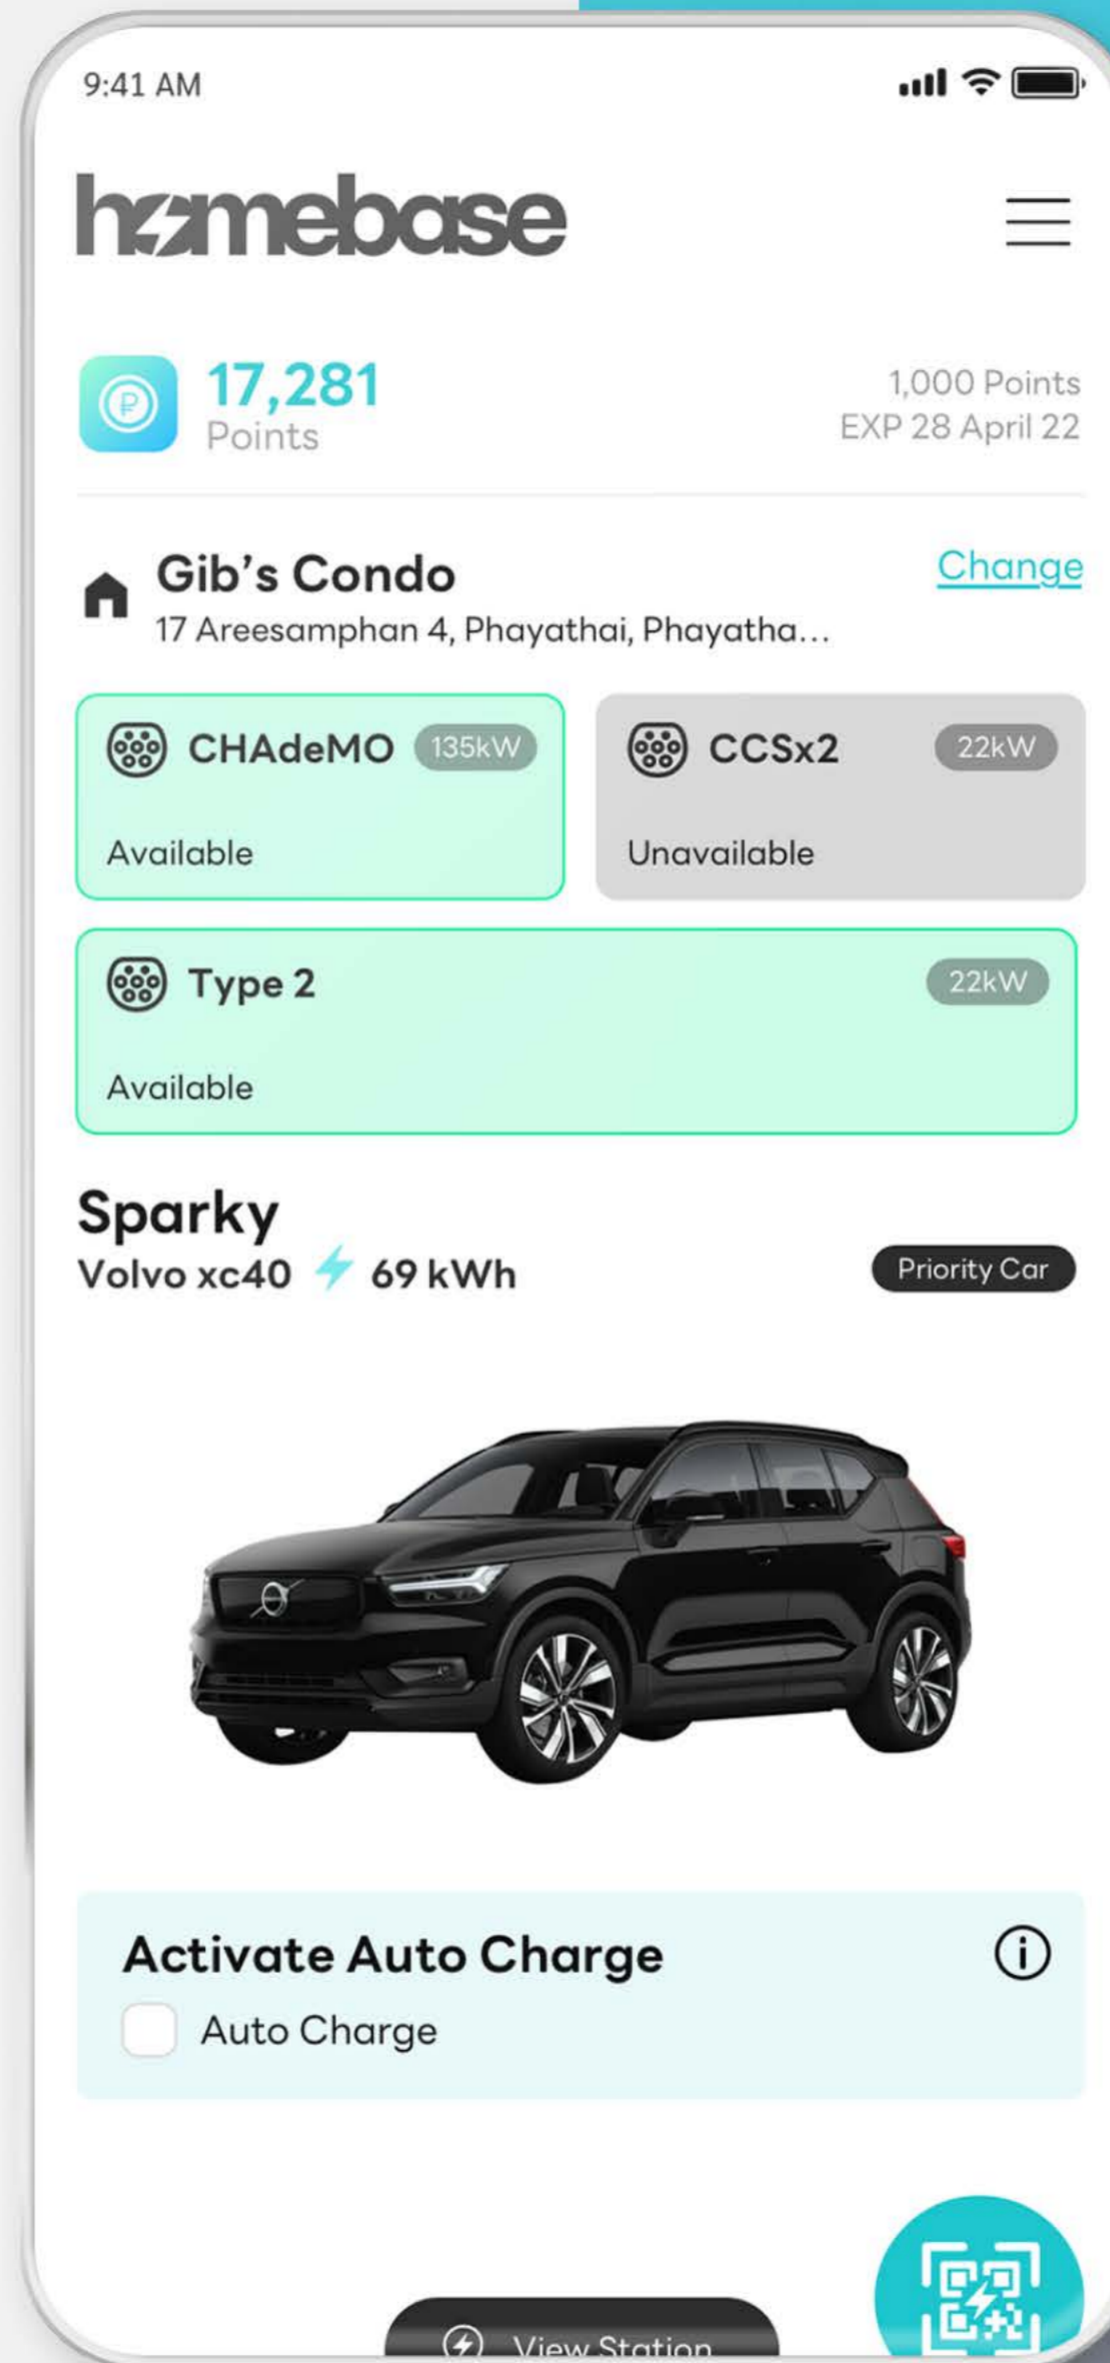 9:41 AM
homebase
17,281
Points
1,000 Points
EXP 28 April 22
Gib's Condo
Change
17 Areesamphan 4, Phayathai, Phayatha...
CHAdeMO 135kW
Available
CCSx2 22kW
Unavailable
Type 2 22kW
Available
Sparky
Volvo xc40 69 kWh
Priority Car
Activate Auto Charge
Auto Charge
View Station